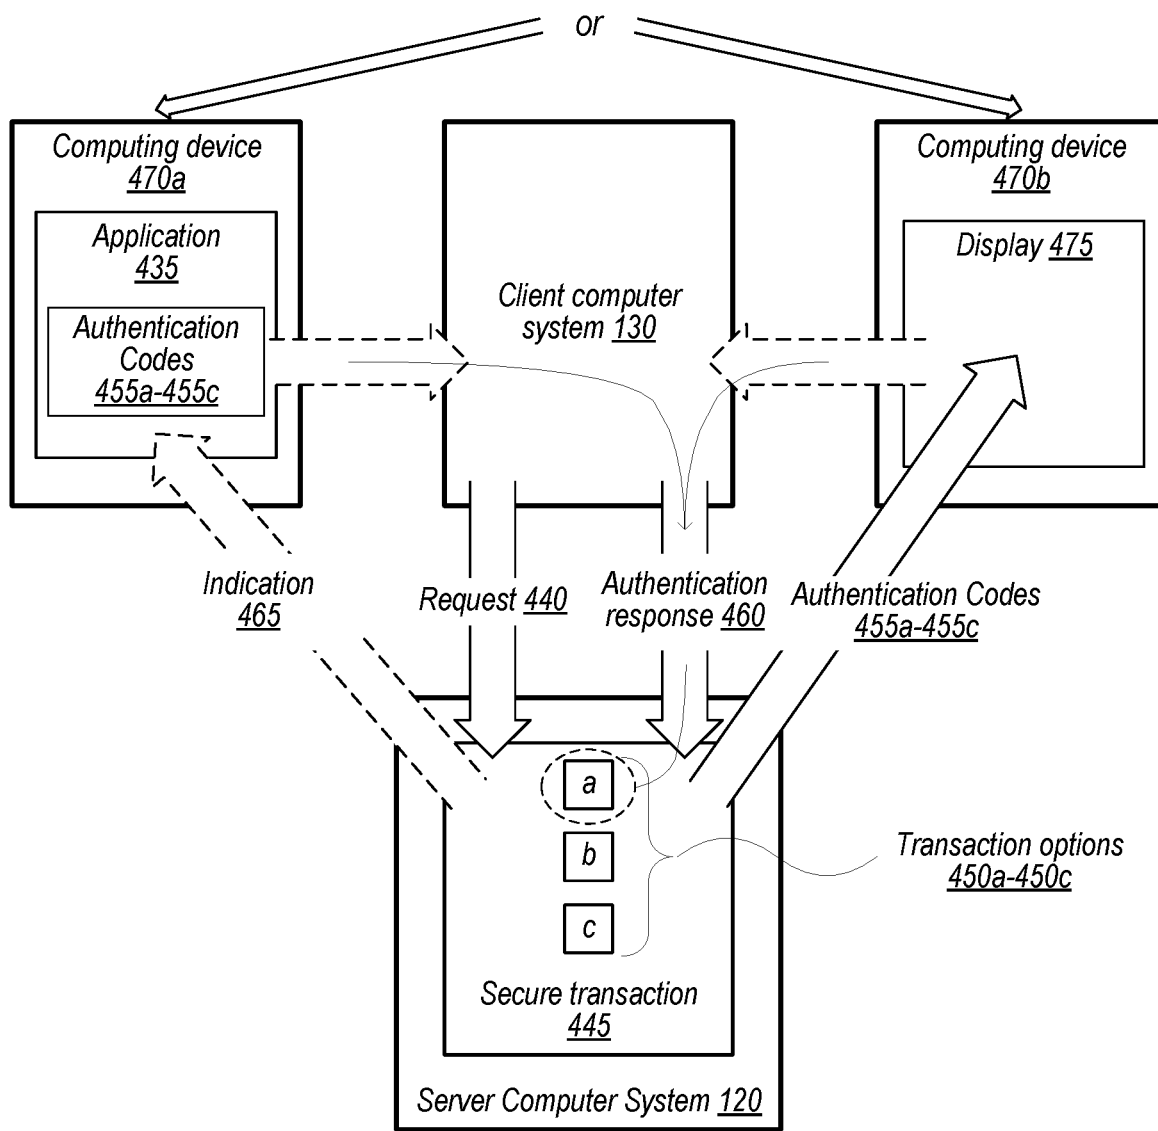 or
Computing device
470a
Application
435
Authentication
Codes
455a-455c
Client computer
system 130
Computing device
470b
Display 475
Indication
465
Request 440
Authentication
response 460
Authentication Codes
455a-455c
a
b
c
Transaction options
450a-450c
Secure transaction
445
Server Computer System 120